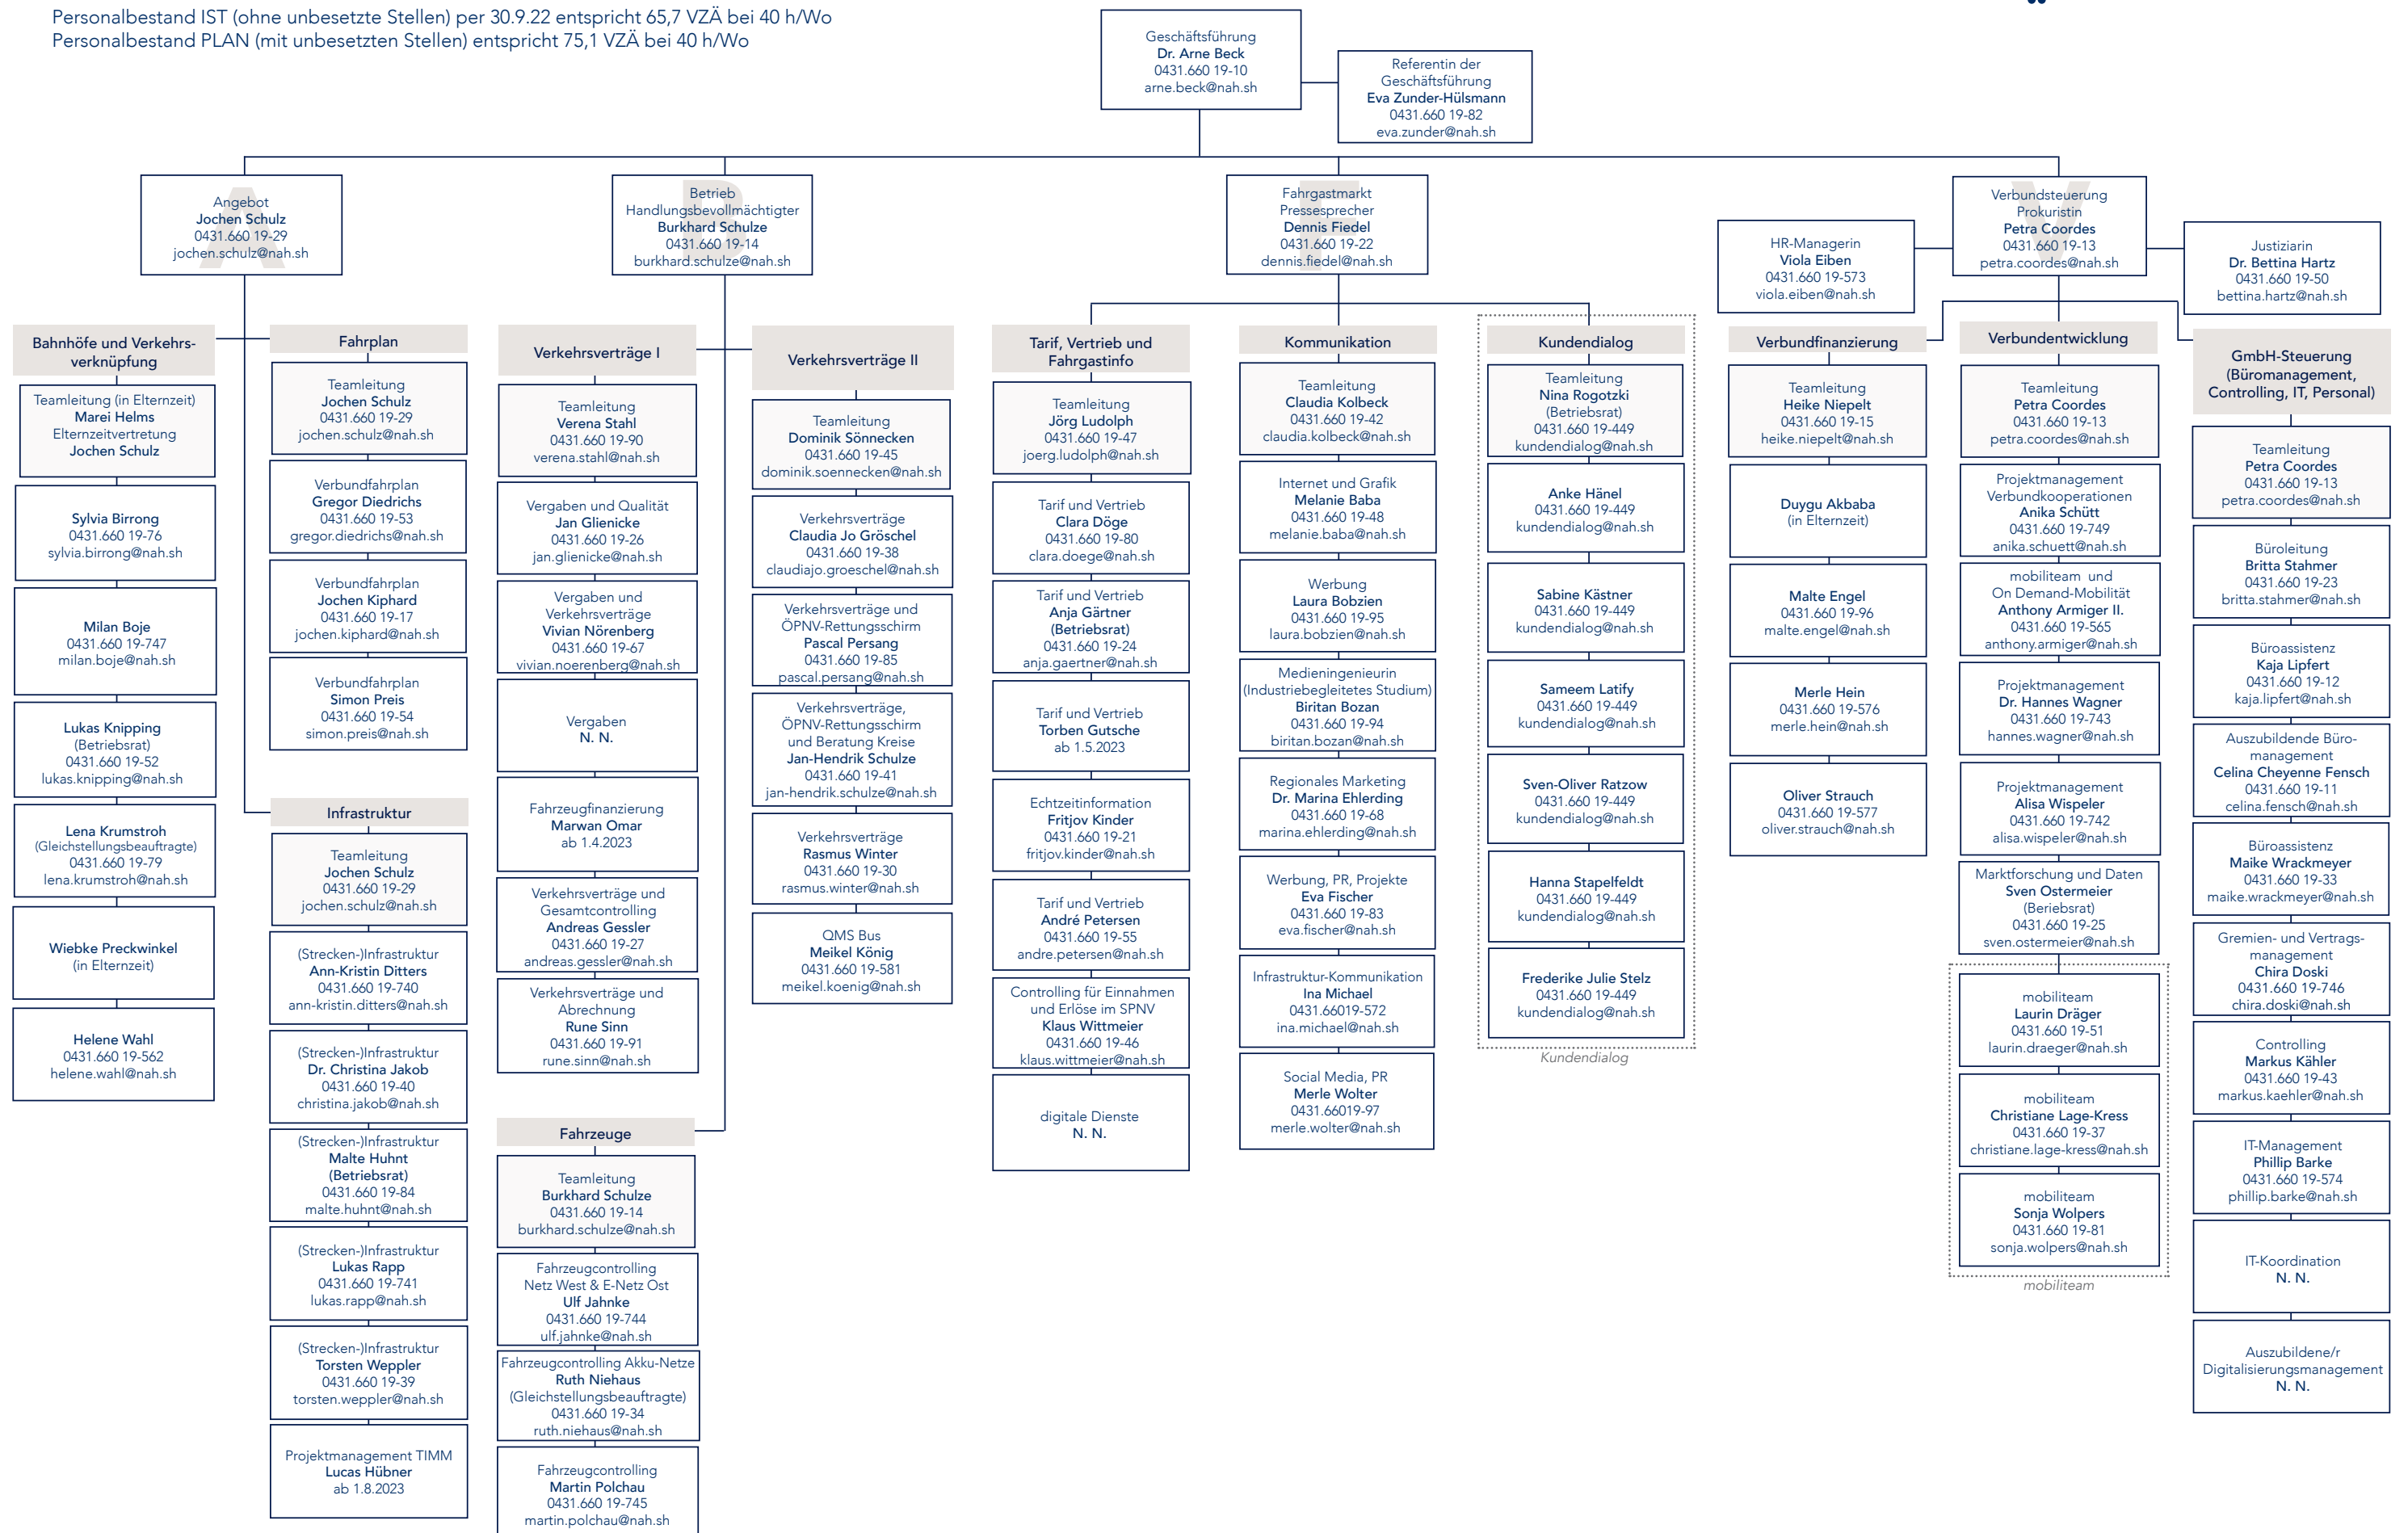 Personalbestand IST (ohne unbesetzte Stellen) per 30.9.22 entspricht 65,7 VZÄ bei 40 h/Wo
Personalbestand PLAN (mit unbesetzten Stellen) entspricht 75,1 VZÄ bei 40 h/Wo
Geschäftsführung
Dr. Arne Beck
0431.660 19-10
arne.beck@nah.sh
Referentin der
Geschäftsführung
Eva Zunder-Hülsmann
0431.660 19-82
eva.zunder@nah.sh
A
Angebot
Jochen Schulz
0431.660 19-29
jochen.schulz@nah.sh
B
Betrieb
Handlungsbevollmächtigter
Burkhard Schulze
0431.660 19-14
burkhard.schulze@nah.sh
F
Fahrgastmarkt
Pressesprecher
Dennis Fiedel
0431.660 19-22
dennis.fiedel@nah.sh
V
Verbundsteuerung
Prokuristin
Petra Coordes
0431.660 19-13
petra.coordes@nah.sh
HR-Managerin
Viola Eiben
0431.660 19-573
viola.eiben@nah.sh
Justiziarin
Dr. Bettina Hartz
0431.660 19-50
bettina.hartz@nah.sh
Bahnhöfe und Verkehrs-
verknüpfung
Teamleitung (in Elternzeit)
Marei Helms
Elternzeitvertretung
Jochen Schulz
Sylvia Birrong
0431.660 19-76
sylvia.birrong@nah.sh
Milan Boje
0431.660 19-747
milan.boje@nah.sh
Lukas Knipping
(Betriebsrat)
0431.660 19-52
lukas.knipping@nah.sh
Lena Krumstroh
(Gleichstellungsbeauftragte)
0431.660 19-79
lena.krumstroh@nah.sh
Wiebke Preckwinkel
(in Elternzeit)
Helene Wahl
0431.660 19-562
helene.wahl@nah.sh
Fahrplan
Teamleitung
Jochen Schulz
0431.660 19-29
jochen.schulz@nah.sh
Verbundfahrplan
Gregor Diedrichs
0431.660 19-53
gregor.diedrichs@nah.sh
Verbundfahrplan
Jochen Kiphard
0431.660 19-17
jochen.kiphard@nah.sh
Verbundfahrplan
Simon Preis
0431.660 19-54
simon.preis@nah.sh
Infrastruktur
Teamleitung
Jochen Schulz
0431.660 19-29
jochen.schulz@nah.sh
(Strecken-)Infrastruktur
Ann-Kristin Ditters
0431.660 19-740
ann-kristin.ditters@nah.sh
(Strecken-)Infrastruktur
Dr. Christina Jakob
0431.660 19-40
christina.jakob@nah.sh
(Strecken-)Infrastruktur
Malte Huhnt
(Betriebsrat)
0431.660 19-84
malte.huhnt@nah.sh
(Strecken-)Infrastruktur
Lukas Rapp
0431.660 19-741
lukas.rapp@nah.sh
(Strecken-)Infrastruktur
Torsten Weppler
0431.660 19-39
torsten.weppler@nah.sh
Projektmanagement TIMM
Lucas Hübner
ab 1.8.2023
Verkehrsverträge I
Teamleitung
Verena Stahl
0431.660 19-90
verena.stahl@nah.sh
Vergaben und Qualität
Jan Glienicke
0431.660 19-26
jan.glienicke@nah.sh
Vergaben und
Verkehrsverträge
Vivian Nörenberg
0431.660 19-67
vivian.noerenberg@nah.sh
Vergaben
N. N.
Fahrzeugfinanzierung
Marwan Omar
ab 1.4.2023
Verkehrsverträge und
Gesamtcontrolling
Andreas Gessler
0431.660 19-27
andreas.gessler@nah.sh
Verkehrsverträge und
Abrechnung
Rune Sinn
0431.660 19-91
rune.sinn@nah.sh
Fahrzeuge
Teamleitung
Burkhard Schulze
0431.660 19-14
burkhard.schulze@nah.sh
Fahrzeugcontrolling
Netz West & E-Netz Ost
Ulf Jahnke
0431.660 19-744
ulf.jahnke@nah.sh
Fahrzeugcontrolling Akku-Netze
Ruth Niehaus
(Gleichstellungsbeauftragte)
0431.660 19-34
ruth.niehaus@nah.sh
Fahrzeugcontrolling
Martin Polchau
0431.660 19-745
martin.polchau@nah.sh
Verkehrsverträge II
Teamleitung
Dominik Sönnecken
0431.660 19-45
dominik.soennecken@nah.sh
Verkehrsverträge
Claudia Jo Gröschel
0431.660 19-38
claudiajo.groeschel@nah.sh
Verkehrsverträge und
ÖPNV-Rettungsschirm
Pascal Persang
0431.660 19-85
pascal.persang@nah.sh
Verkehrsverträge,
ÖPNV-Rettungsschirm
und Beratung Kreise
Jan-Hendrik Schulze
0431.660 19-41
jan-hendrik.schulze@nah.sh
Verkehrsverträge
Rasmus Winter
0431.660 19-30
rasmus.winter@nah.sh
QMS Bus
Meikel König
0431.660 19-581
meikel.koenig@nah.sh
Tarif, Vertrieb und
Fahrgastinfo
Teamleitung
Jörg Ludolph
0431.660 19-47
joerg.ludolph@nah.sh
Tarif und Vertrieb
Clara Döge
0431.660 19-80
clara.doege@nah.sh
Tarif und Vertrieb
Anja Gärtner
(Betriebsrat)
0431.660 19-24
anja.gaertner@nah.sh
Tarif und Vertrieb
Torben Gutsche
ab 1.5.2023
Echtzeitinformation
Fritjov Kinder
0431.660 19-21
fritjov.kinder@nah.sh
Tarif und Vertrieb
André Petersen
0431.660 19-55
andre.petersen@nah.sh
Controlling für Einnahmen
und Erlöse im SPNV
Klaus Wittmeier
0431.660 19-46
klaus.wittmeier@nah.sh
digitale Dienste
N. N.
Kommunikation
Teamleitung
Claudia Kolbeck
0431.660 19-42
claudia.kolbeck@nah.sh
Internet und Grafik
Melanie Baba
0431.660 19-48
melanie.baba@nah.sh
Werbung
Laura Bobzien
0431.660 19-95
laura.bobzien@nah.sh
Medieningenieurin
(Industriebegleitetes Studium)
Biritan Bozan
0431.660 19-94
biritan.bozan@nah.sh
Regionales Marketing
Dr. Marina Ehlerding
0431.660 19-68
marina.ehlerding@nah.sh
Werbung, PR, Projekte
Eva Fischer
0431.660 19-83
eva.fischer@nah.sh
Infrastruktur-Kommunikation
Ina Michael
0431.66019-572
ina.michael@nah.sh
Social Media, PR
Merle Wolter
0431.66019-97
merle.wolter@nah.sh
Kundendialog
Teamleitung
Nina Rogotzki
(Betriebsrat)
0431.660 19-449
kundendialog@nah.sh
Anke Hänel
0431.660 19-449
kundendialog@nah.sh
Sabine Kästner
0431.660 19-449
kundendialog@nah.sh
Sameem Latify
0431.660 19-449
kundendialog@nah.sh
Sven-Oliver Ratzow
0431.660 19-449
kundendialog@nah.sh
Hanna Stapelfeldt
0431.660 19-449
kundendialog@nah.sh
Frederike Julie Stelz
0431.660 19-449
kundendialog@nah.sh
Kundendialog
Verbundfinanzierung
Teamleitung
Heike Niepelt
0431.660 19-15
heike.niepelt@nah.sh
Duygu Akbaba
(in Elternzeit)
Malte Engel
0431.660 19-96
malte.engel@nah.sh
Merle Hein
0431.660 19-576
merle.hein@nah.sh
Oliver Strauch
0431.660 19-577
oliver.strauch@nah.sh
Verbundentwicklung
Teamleitung
Petra Coordes
0431.660 19-13
petra.coordes@nah.sh
Projektmanagement
Verbundkooperationen
Anika Schütt
0431.660 19-749
anika.schuett@nah.sh
mobiliteam und
On Demand-Mobilität
Anthony Armiger II.
0431.660 19-565
anthony.armiger@nah.sh
Projektmanagement
Dr. Hannes Wagner
0431.660 19-743
hannes.wagner@nah.sh
Projektmanagement
Alisa Wispeler
0431.660 19-742
alisa.wispeler@nah.sh
Marktforschung und Daten
Sven Ostermeier
(Beriebsrat)
0431.660 19-25
sven.ostermeier@nah.sh
mobiliteam
Laurin Dräger
0431.660 19-51
laurin.draeger@nah.sh
mobiliteam
Christiane Lage-Kress
0431.660 19-37
christiane.lage-kress@nah.sh
mobiliteam
Sonja Wolpers
0431.660 19-81
sonja.wolpers@nah.sh
mobiliteam
GmbH-Steuerung
(Büromanagement,
Controlling, IT, Personal)
Teamleitung
Petra Coordes
0431.660 19-13
petra.coordes@nah.sh
Büroleitung
Britta Stahmer
0431.660 19-23
britta.stahmer@nah.sh
Büroassistenz
Kaja Lipfert
0431.660 19-12
kaja.lipfert@nah.sh
Auszubildende Büro-
management
Celina Cheyenne Fensch
0431.660 19-11
celina.fensch@nah.sh
Büroassistenz
Maike Wrackmeyer
0431.660 19-33
maike.wrackmeyer@nah.sh
Gremien- und Vertrags-
management
Chira Doski
0431.660 19-746
chira.doski@nah.sh
Controlling
Markus Kähler
0431.660 19-43
markus.kaehler@nah.sh
IT-Management
Phillip Barke
0431.660 19-574
phillip.barke@nah.sh
IT-Koordination
N. N.
Auszubildene/r
Digitalisierungsmanagement
N. N.